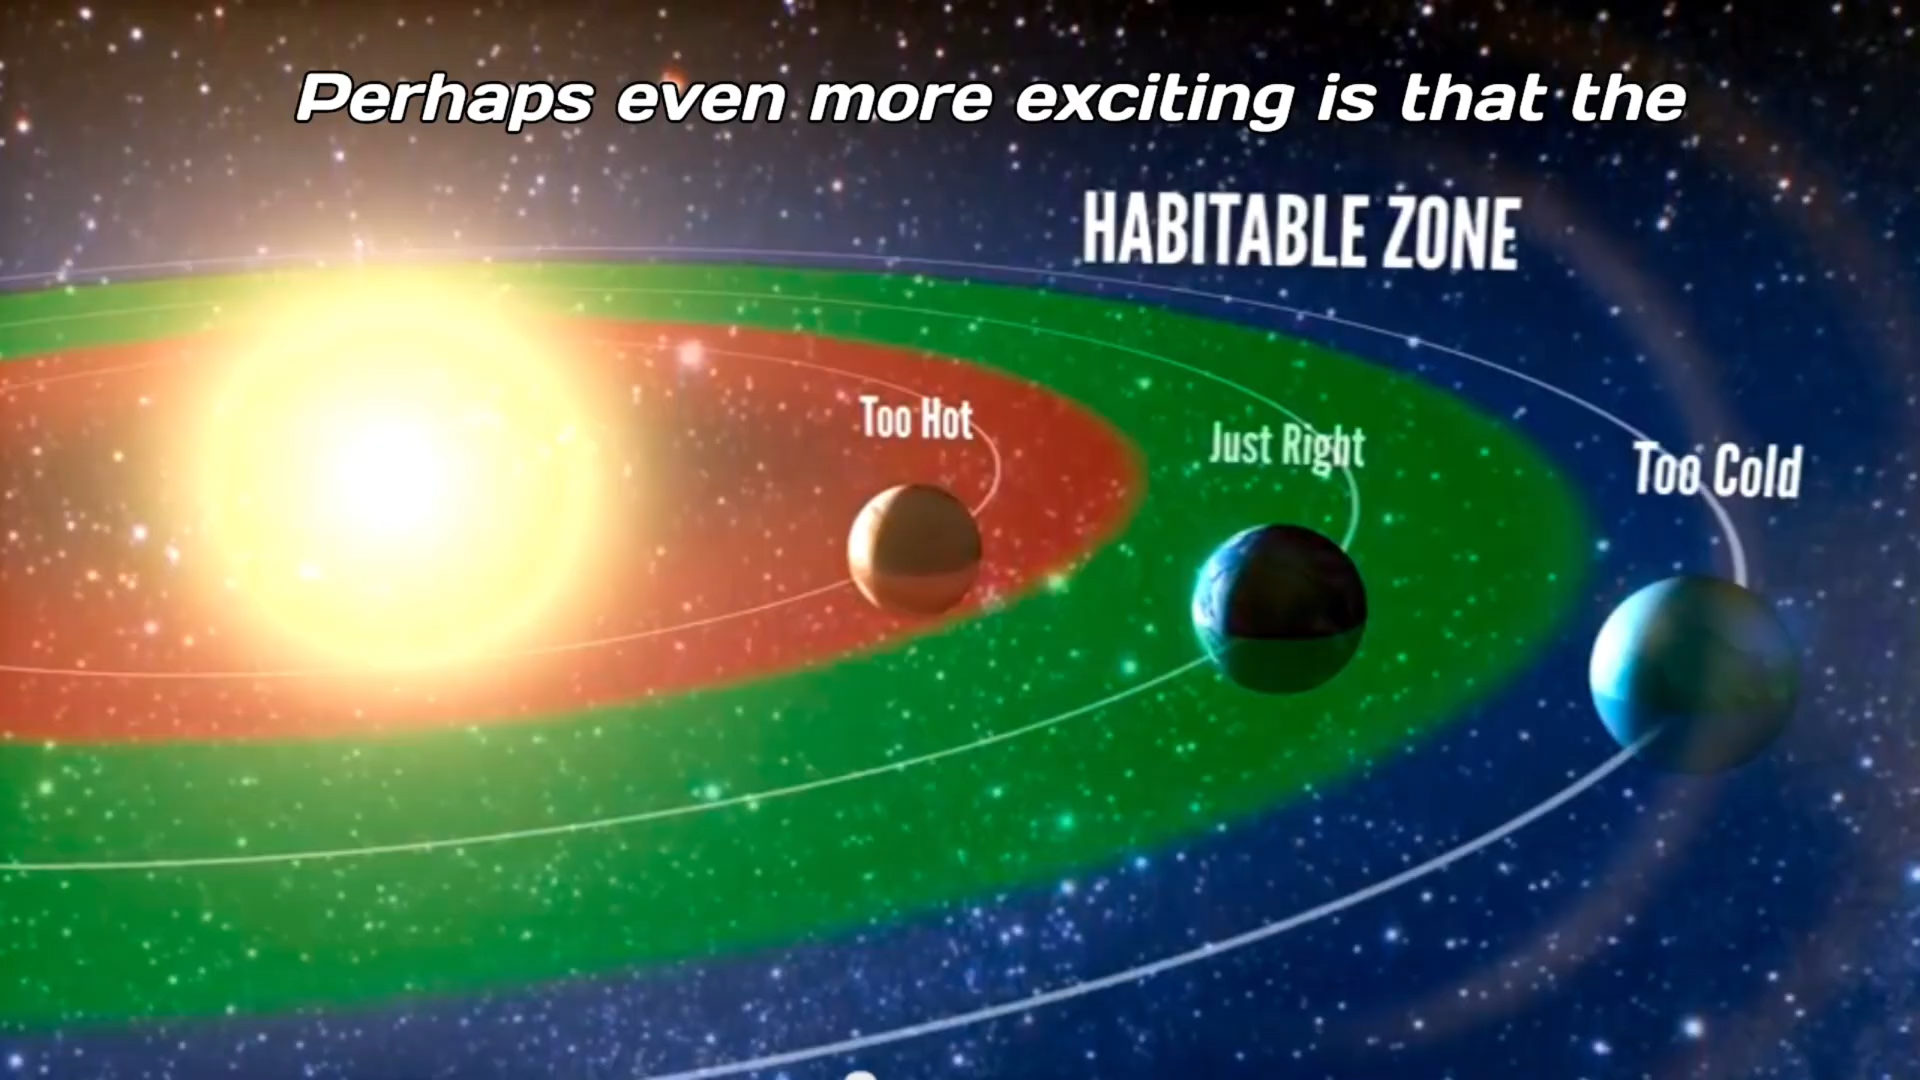 Perhaps even more exciting is that the
HABITABLE ZONE
Too Hot
Just Right
Too Cold